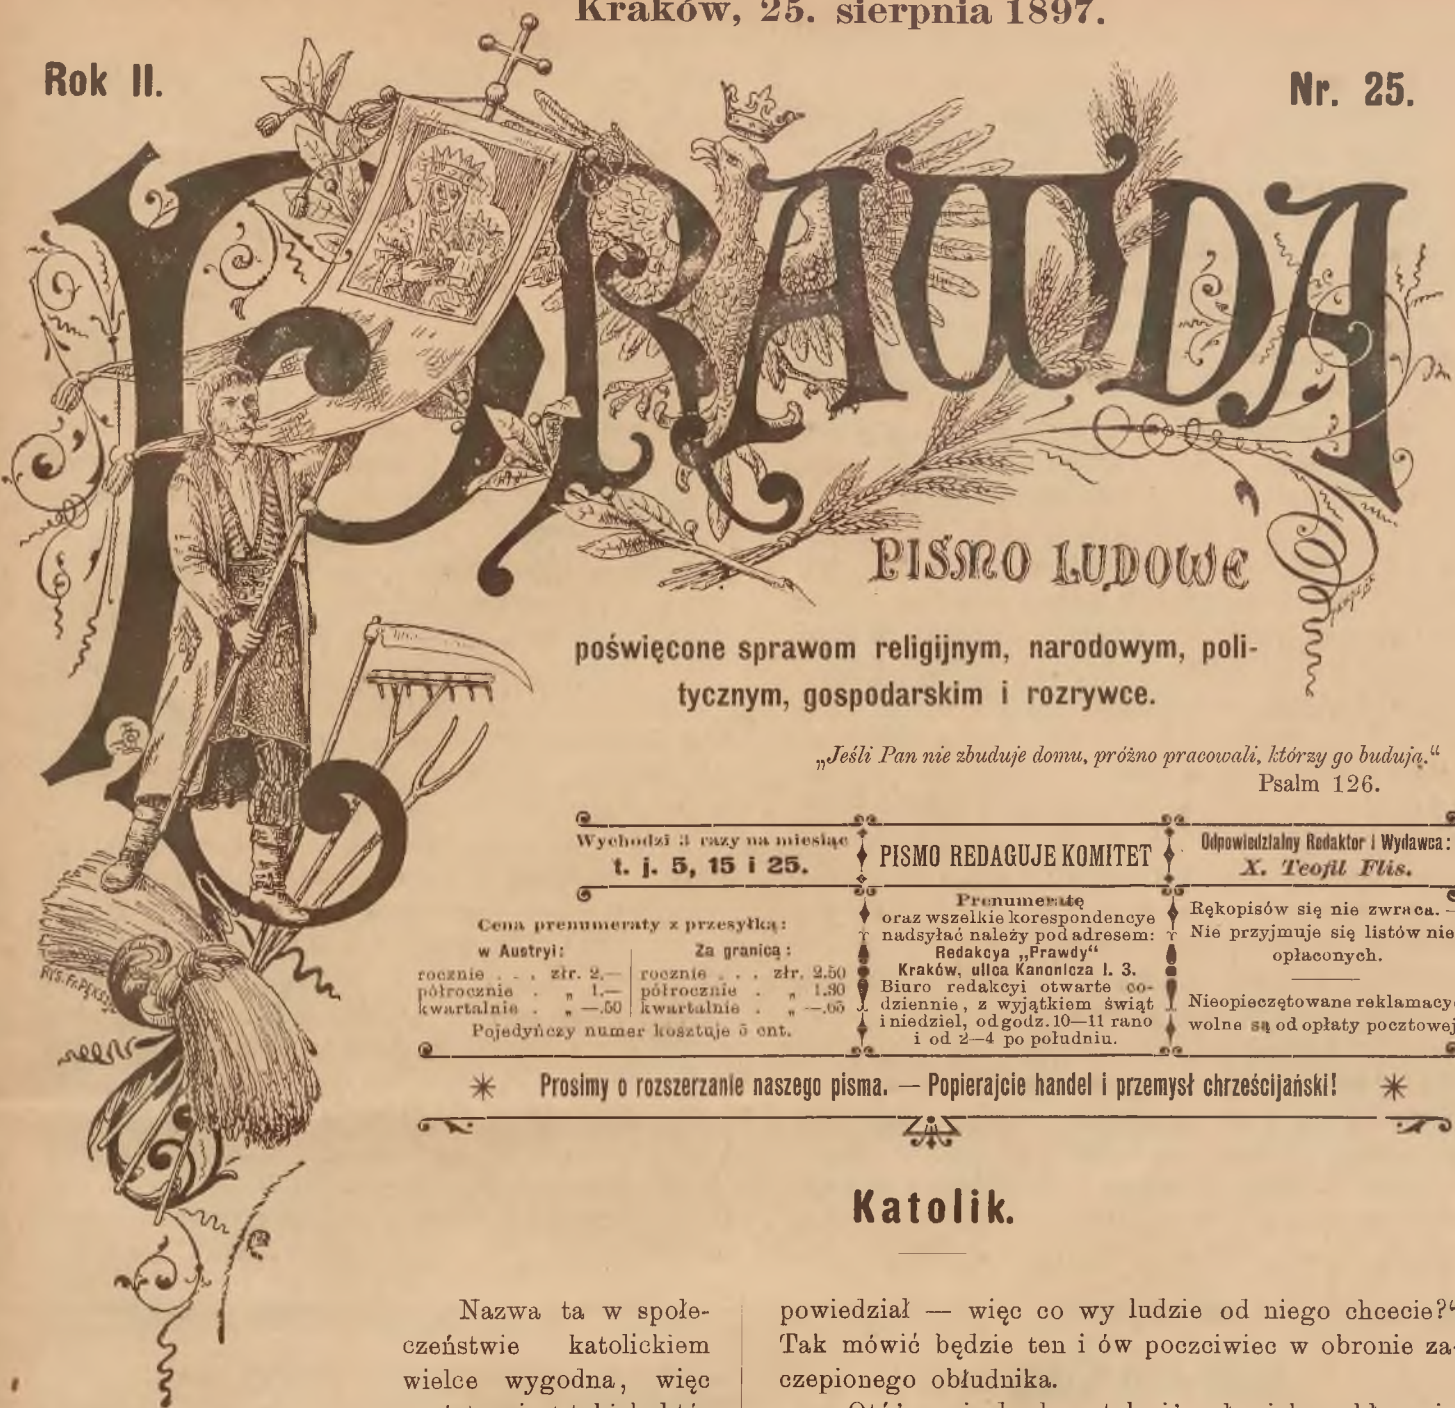 Kraków, 25. sierpnia 1897.
Rok II.
Nr. 25.
PRAWDA
PISMO LUDOWE
poświęcone sprawom religijnym, narodowym, poli-
tycznym, gospodarskim i rozrywce.
„Jeśli Pan nie zbuduje domu, próżno pracowali, którzy go budują.“
Psalm 126.
Wychodzi 3 razy na miesiąc
t. j. 5, 15 i 25.
PISMO REDAGUJE KOMITET
Odpowiedzialny Redaktor i Wydawca:
X. Teofil Flis.
Cena prenumeraty z przesyłką:
w Austryi:
rocznie . . . złr. 2.—
półrocznie . „ 1.—
kwartalnie . „ —.50
Za granicą:
rocznie . . . złr. 2.50
półrocznie . „ 1.30
kwartalnie . „ —.65
Pojedyńczy numer kosztuje 5 cnt.
Prenumeratę
oraz wszelkie korespondencye
nadsyłać należy pod adresem:
Redakcya „Prawdy“
Kraków, ulica Kanonicza l. 3.
Biuro redakcyi otwarte co-
dziennie, z wyjątkiem świąt
i niedziel, od godz. 10—11 rano
i od 2—4 po południu.
Rękopisów się nie zwraca. —
Nie przyjmuje się listów nie
opłaconych.
Nieopieczętowane reklamacye
wolne są od opłaty pocztowej
RYS. FR. PĘKSZ
Prosimy o rozszerzanie naszego pisma. — Popierajcie handel i przemysł chrześcijański!
Katolik.
Nazwa ta w społe-
czeństwie katolickiem
wielce wygodna, więc
powiedział — więc co wy ludzie od niego chcecie?“
Tak mówić będzie ten i ów poczciwiec w obronie za-
czepionego obłudnika.